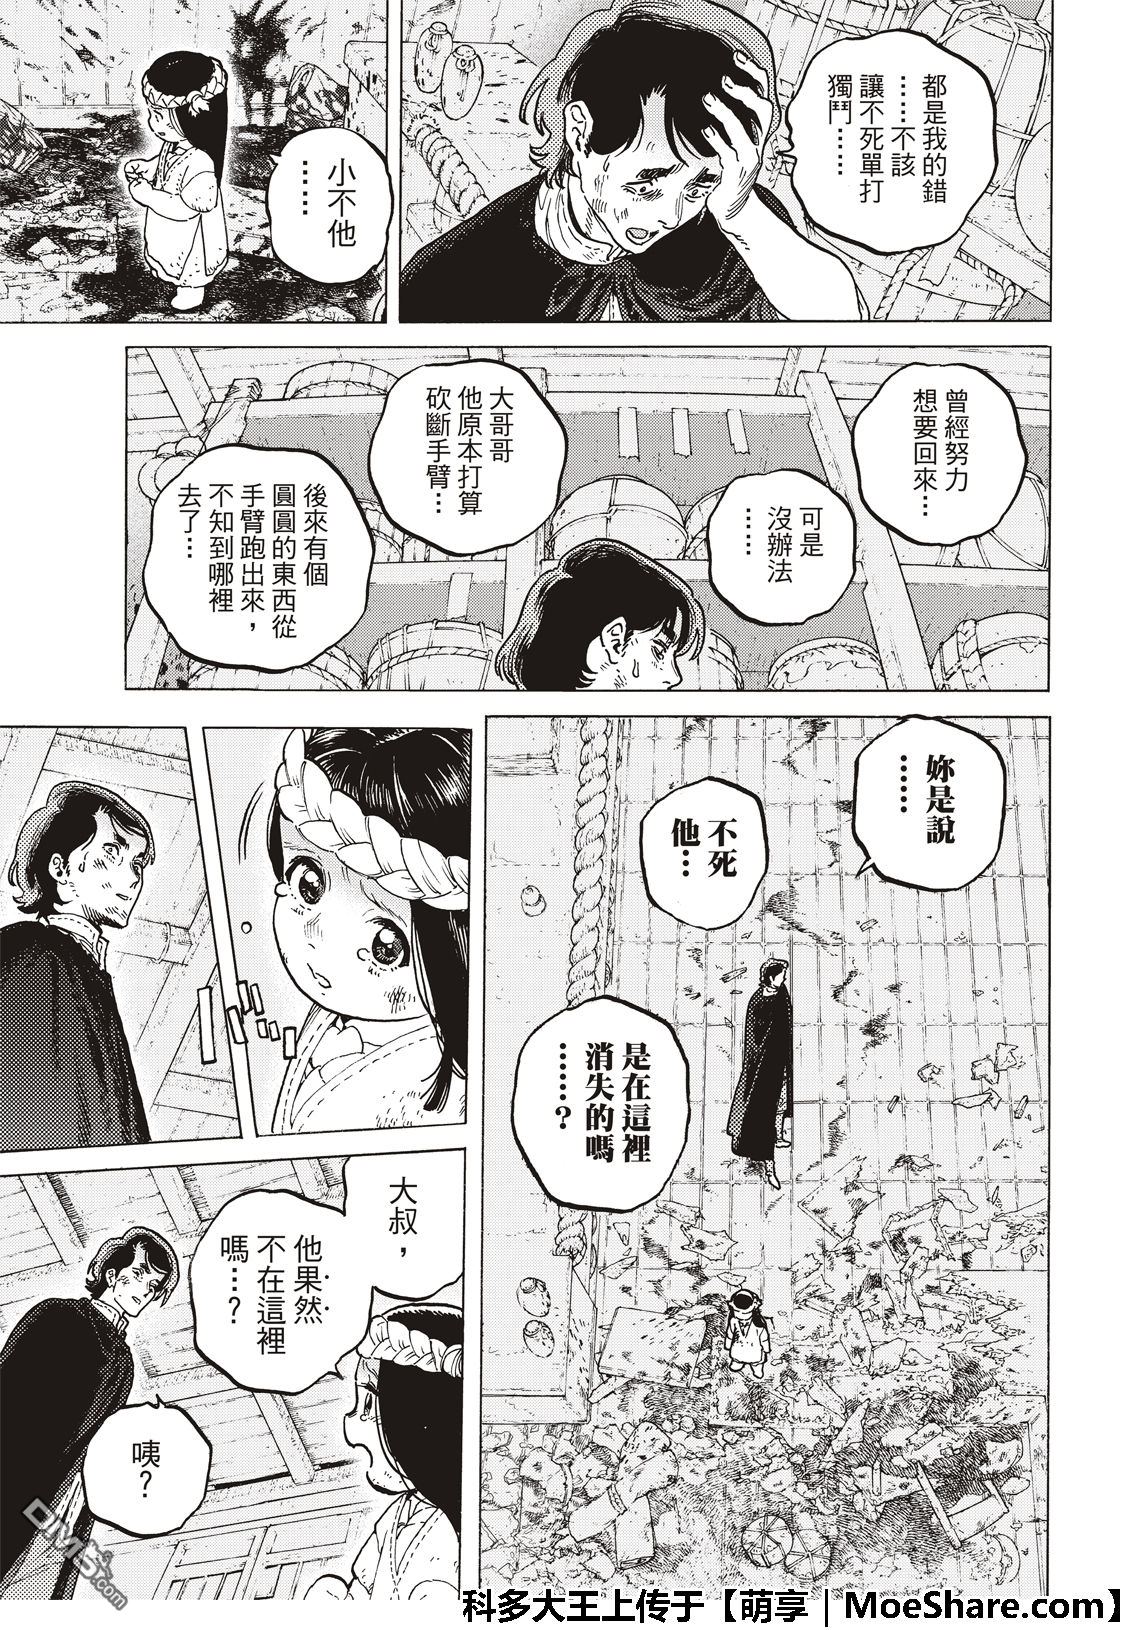 都是我的錯
……不該
讓不死單打
獨鬥……
小不他
……
曾經努力
想要回來…
可是
沒辦法
……
大哥哥
他原本打算
砍斷手臂…
後來有個
圓圓的東西從
手臂跑出來，
不知到哪裡
去了…
妳是說
……
不死
他…
是在這裡
消失的嗎
……？
大叔，
他果然
不在這裡
嗎…？
咦？
科多大王上传于【萌享｜MoeShare.com】